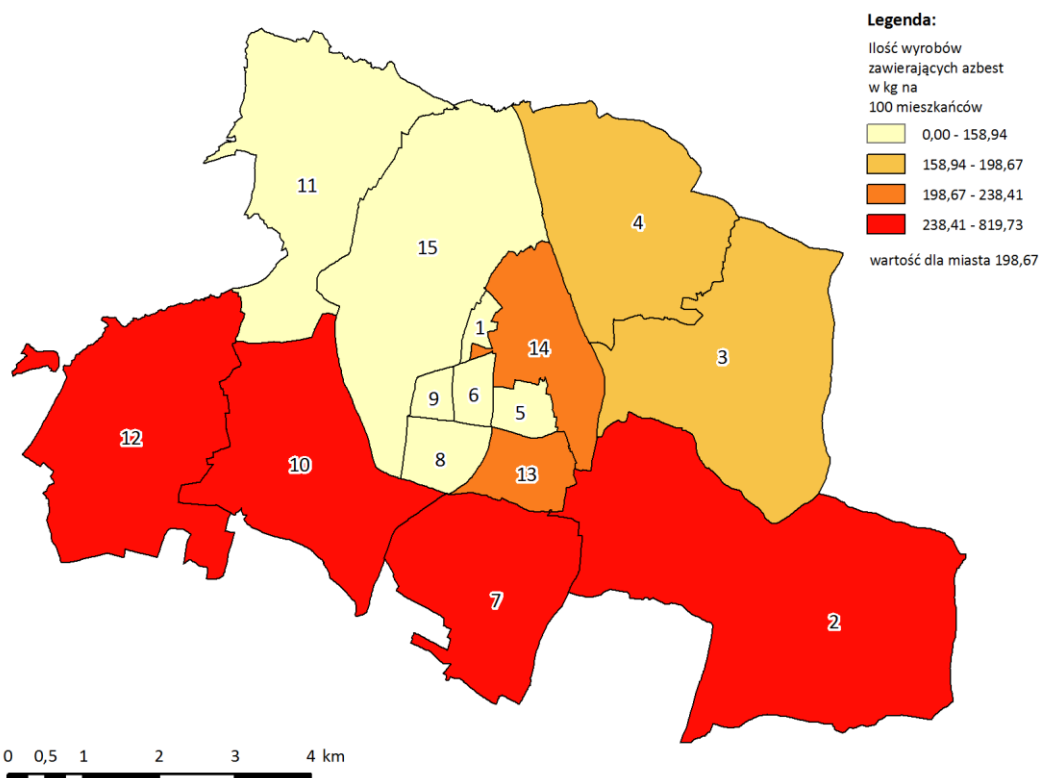 Legenda:
Ilość wyrobów
zawierających azbest
w kg na
100 mieszkańców
0,00 - 158,94
158,94 - 198,67
198,67 - 238,41
238,41 - 819,73
wartość dla miasta 198,67
11
4
15
1
14
3
9
6
5
12
8
10
13
7
2
0 0,5 1 2 3 4 km